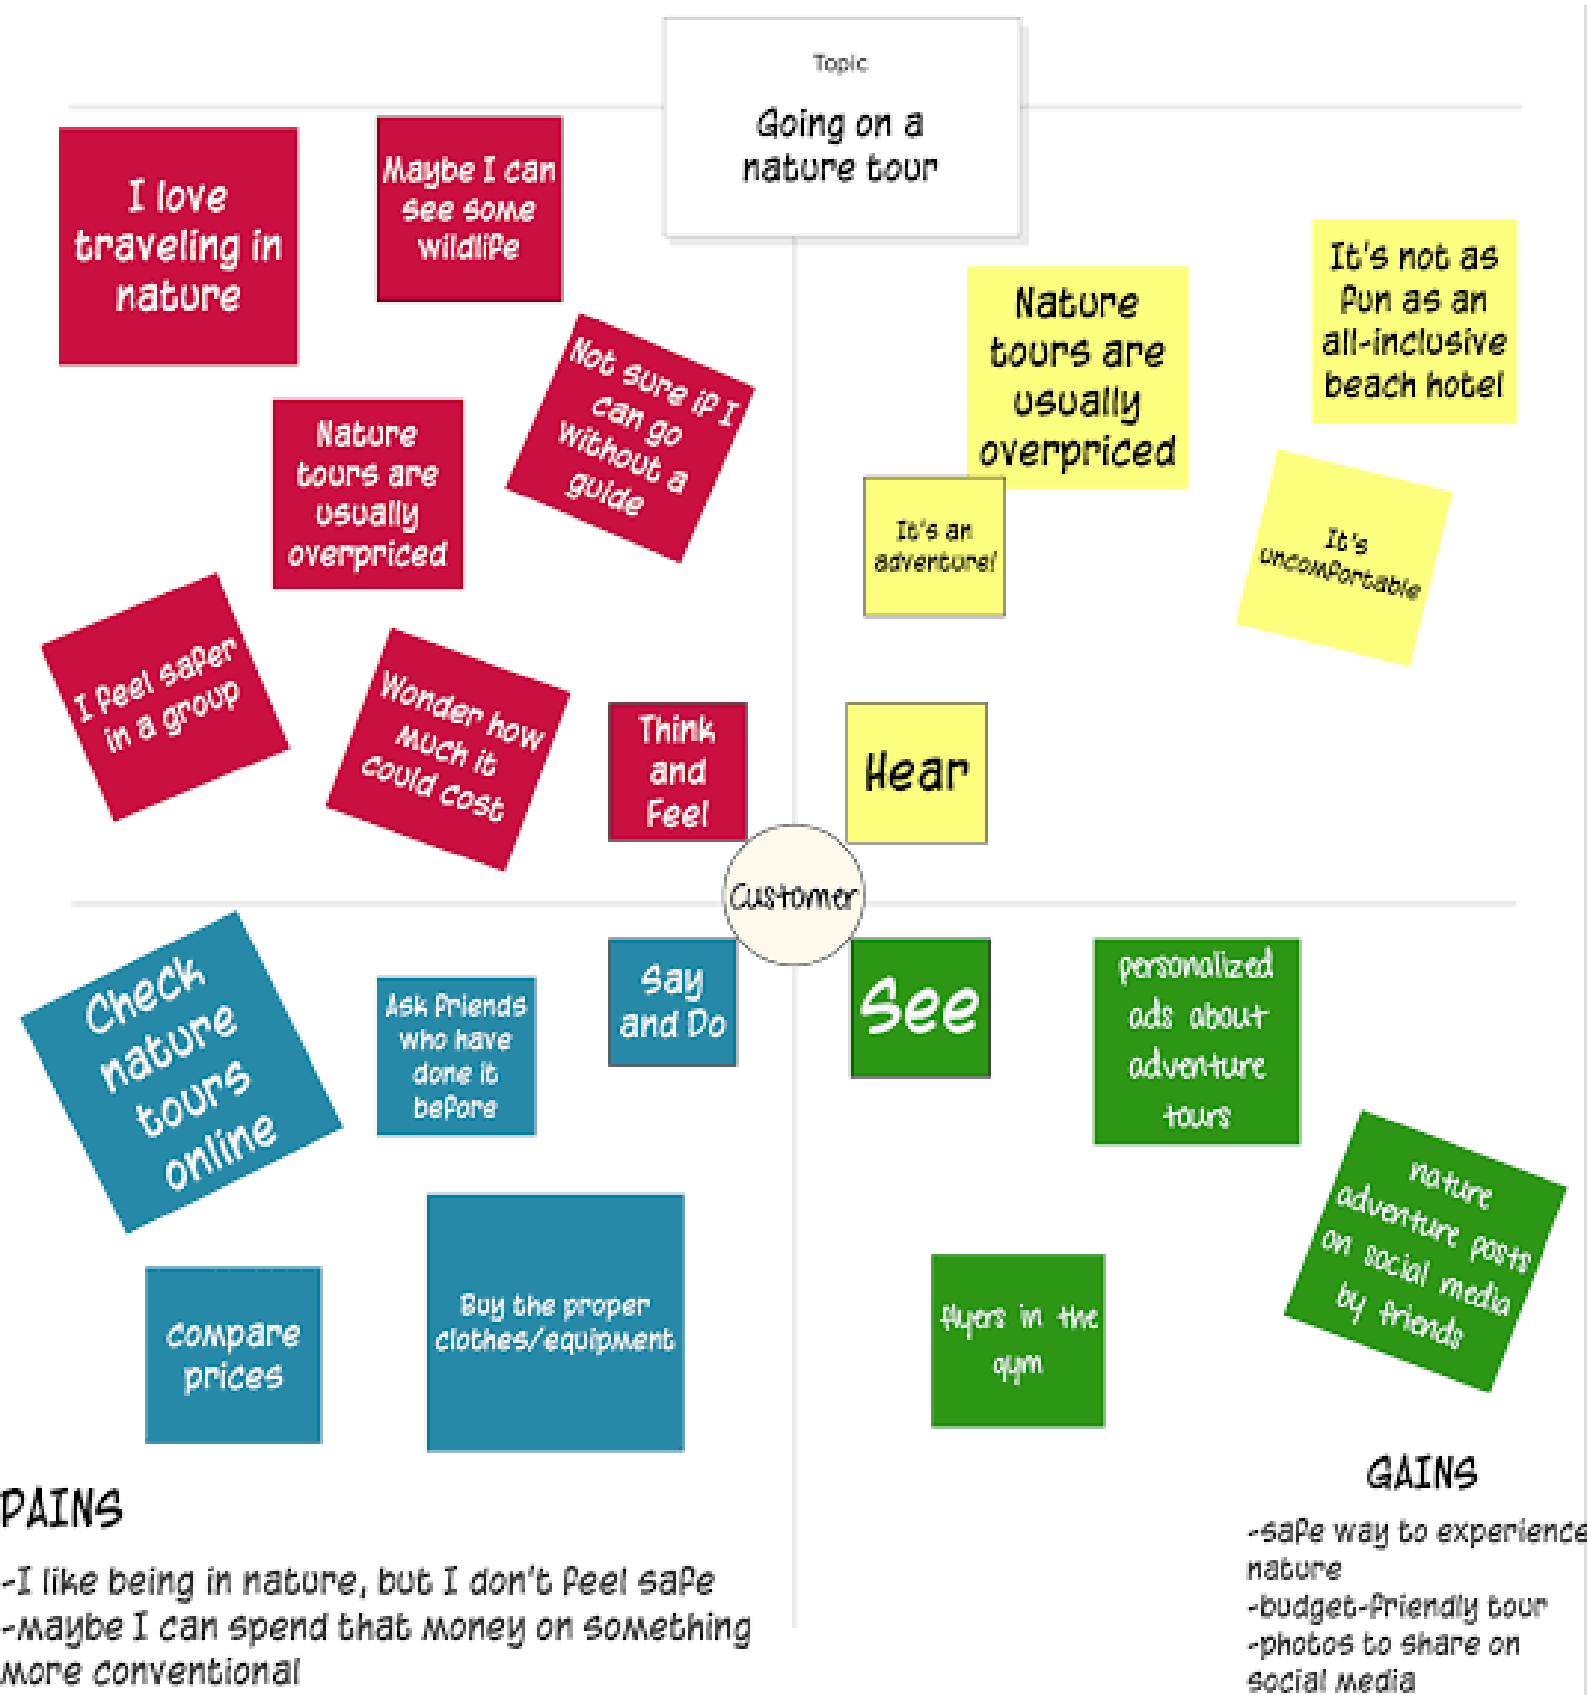 Topic
Going on a
nature tour
I love
traveling in
nature
Maybe I can
see some
wildlife
Not sure if I
can go
without a
guide
Nature
tours are
usually
overpriced
I feel safer
in a group
Wonder how
much it
could cost
Think
and
Feel
Nature
tours are
usually
overpriced
It's not as
fun as an
all-inclusive
beach hotel
It's an
adventure!
It's
uncomfortable
Hear
Customer
Check
nature
tours
online
Ask friends
who have
done it
before
Say
and Do
compare
prices
Buy the proper
clothes/equipment
See
personalized
ads about
adventure
tours
nature
adventure posts
on social media
by friends
flyers in the
gym
PAINS
-I like being in nature, but I don't feel safe
-maybe I can spend that money on something
more conventional
GAINS
-safe way to experience
nature
-budget-friendly tour
-photos to share on
social media